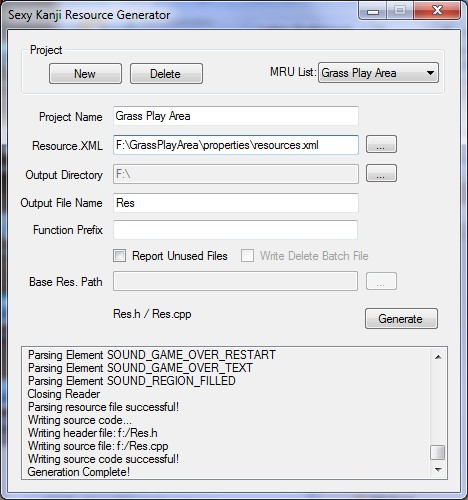 Sexy Kanji Resource Generator
Project
New Delete MRU List: Grass Play Area
Project Name Grass Play Area
Resource.XML F:\GrassPlayArea\properties\resources.xml ...
Output Directory F:\ ...
Output File Name Res
Function Prefix
Report Unused Files Write Delete Batch File
Base Res. Path ...
Res.h / Res.cpp Generate
Parsing Element SOUND_GAME_OVER_RESTART
Parsing Element SOUND_GAME_OVER_TEXT
Parsing Element SOUND_REGION_FILLED
Closing Reader
Parsing resource file successful!
Writing source code...
Writing header file: f:/Res.h
Writing source file: f:/Res.cpp
Writing source code successful!
Generation Complete!